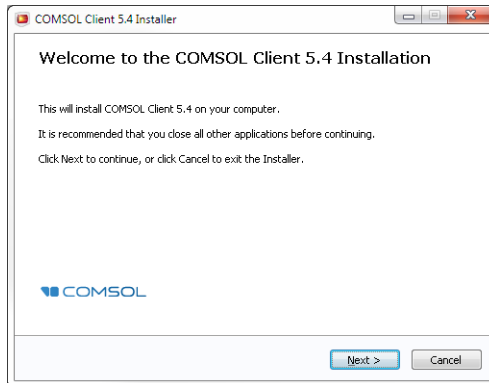 COMSOL Client 5.4 Installer
Welcome to the COMSOL Client 5.4 Installation
This will install COMSOL Client 5.4 on your computer.
It is recommended that you close all other applications before continuing.
Click Next to continue, or click Cancel to exit the Installer.
COMSOL
Next > Cancel